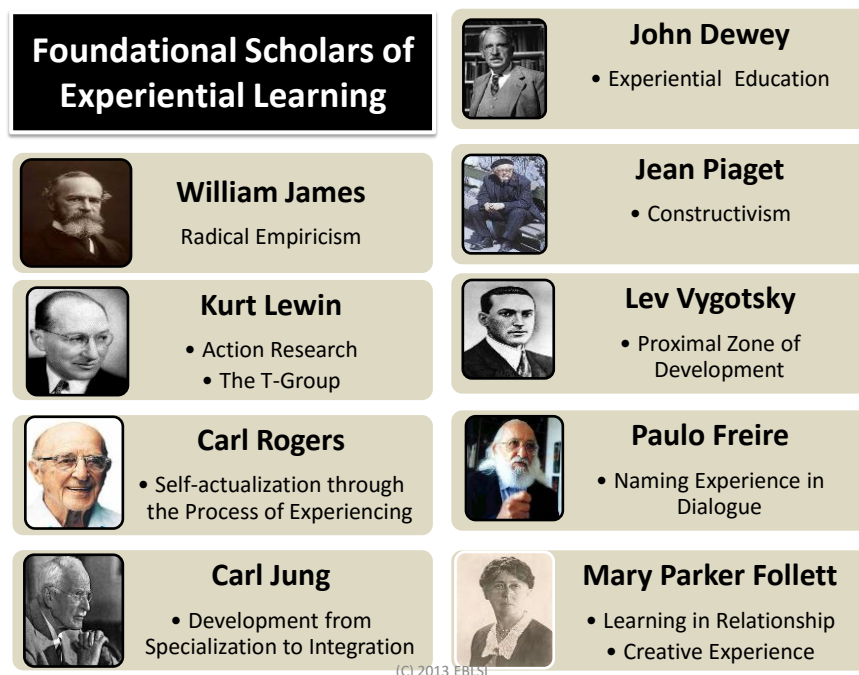 Foundational Scholars of
Experiential Learning
William James
Radical Empiricism
Kurt Lewin
• Action Research
• The T-Group
Carl Rogers
• Self-actualization through
the Process of Experiencing
Carl Jung
• Development from
Specialization to Integration
John Dewey
• Experiential Education
Jean Piaget
• Constructivism
Lev Vygotsky
• Proximal Zone of
Development
Paulo Freire
• Naming Experience in
Dialogue
Mary Parker Follett
• Learning in Relationship
• Creative Experience
(C) 2013 EBLSI